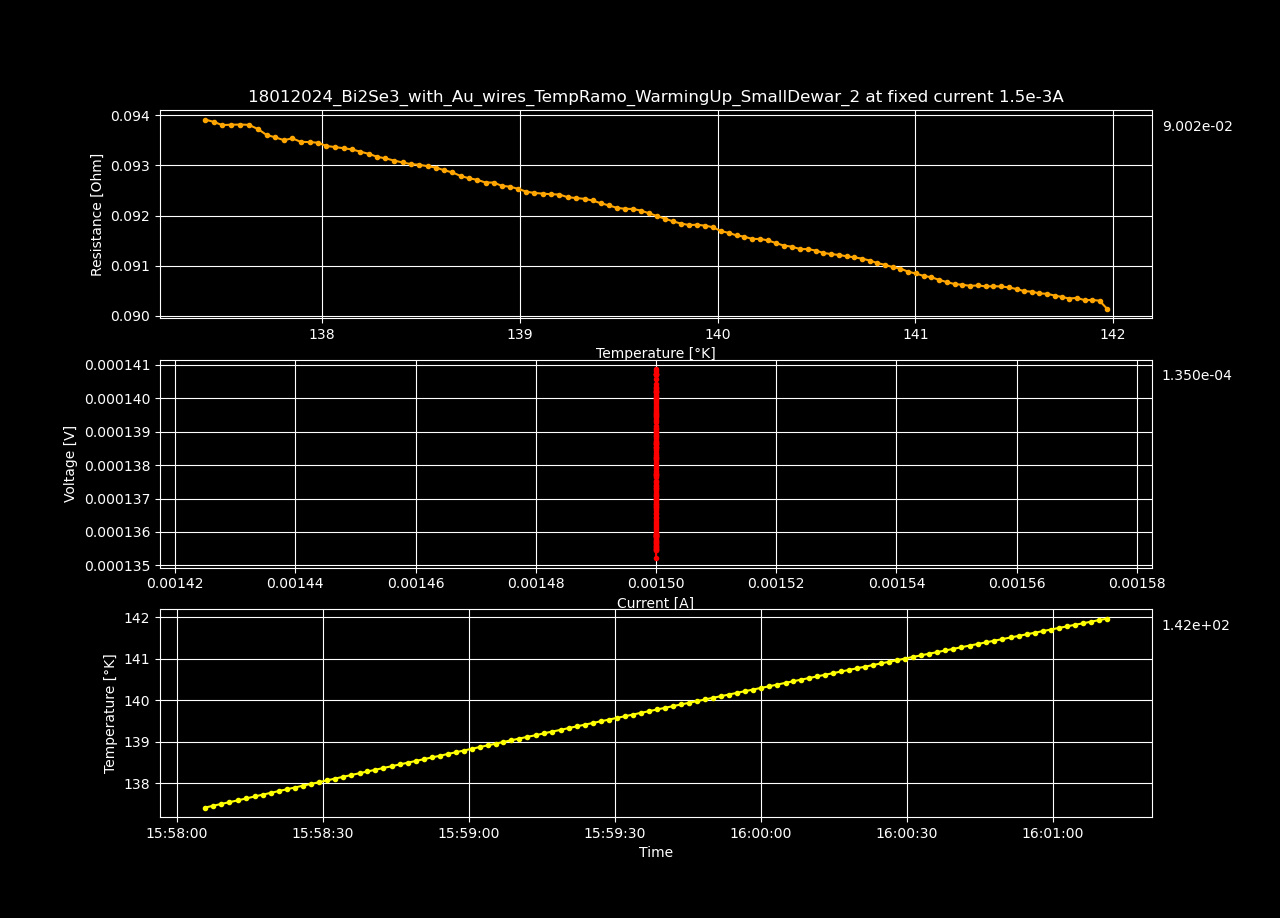 18012024_Bi2Se3_with_Au_wires_TempRamo_WarmingUp_SmallDewar_2 at fixed current 1.5e-3A
0.094
0.093
0.092
0.091
0.090
Resistance [Ohm]
9.002e-02
138 139 140 141 142
Temperature [°K]
0.000141
0.000140
0.000139
0.000138
0.000137
0.000136
0.000135
Voltage [V]
1.350e-04
0.00142 0.00144 0.00146 0.00148 0.00150 0.00152 0.00154 0.00156 0.00158
Current [A]
142
141
140
139
138
Temperature [°K]
1.42e+02
15:58:00 15:58:30 15:59:00 15:59:30 16:00:00 16:00:30 16:01:00
Time